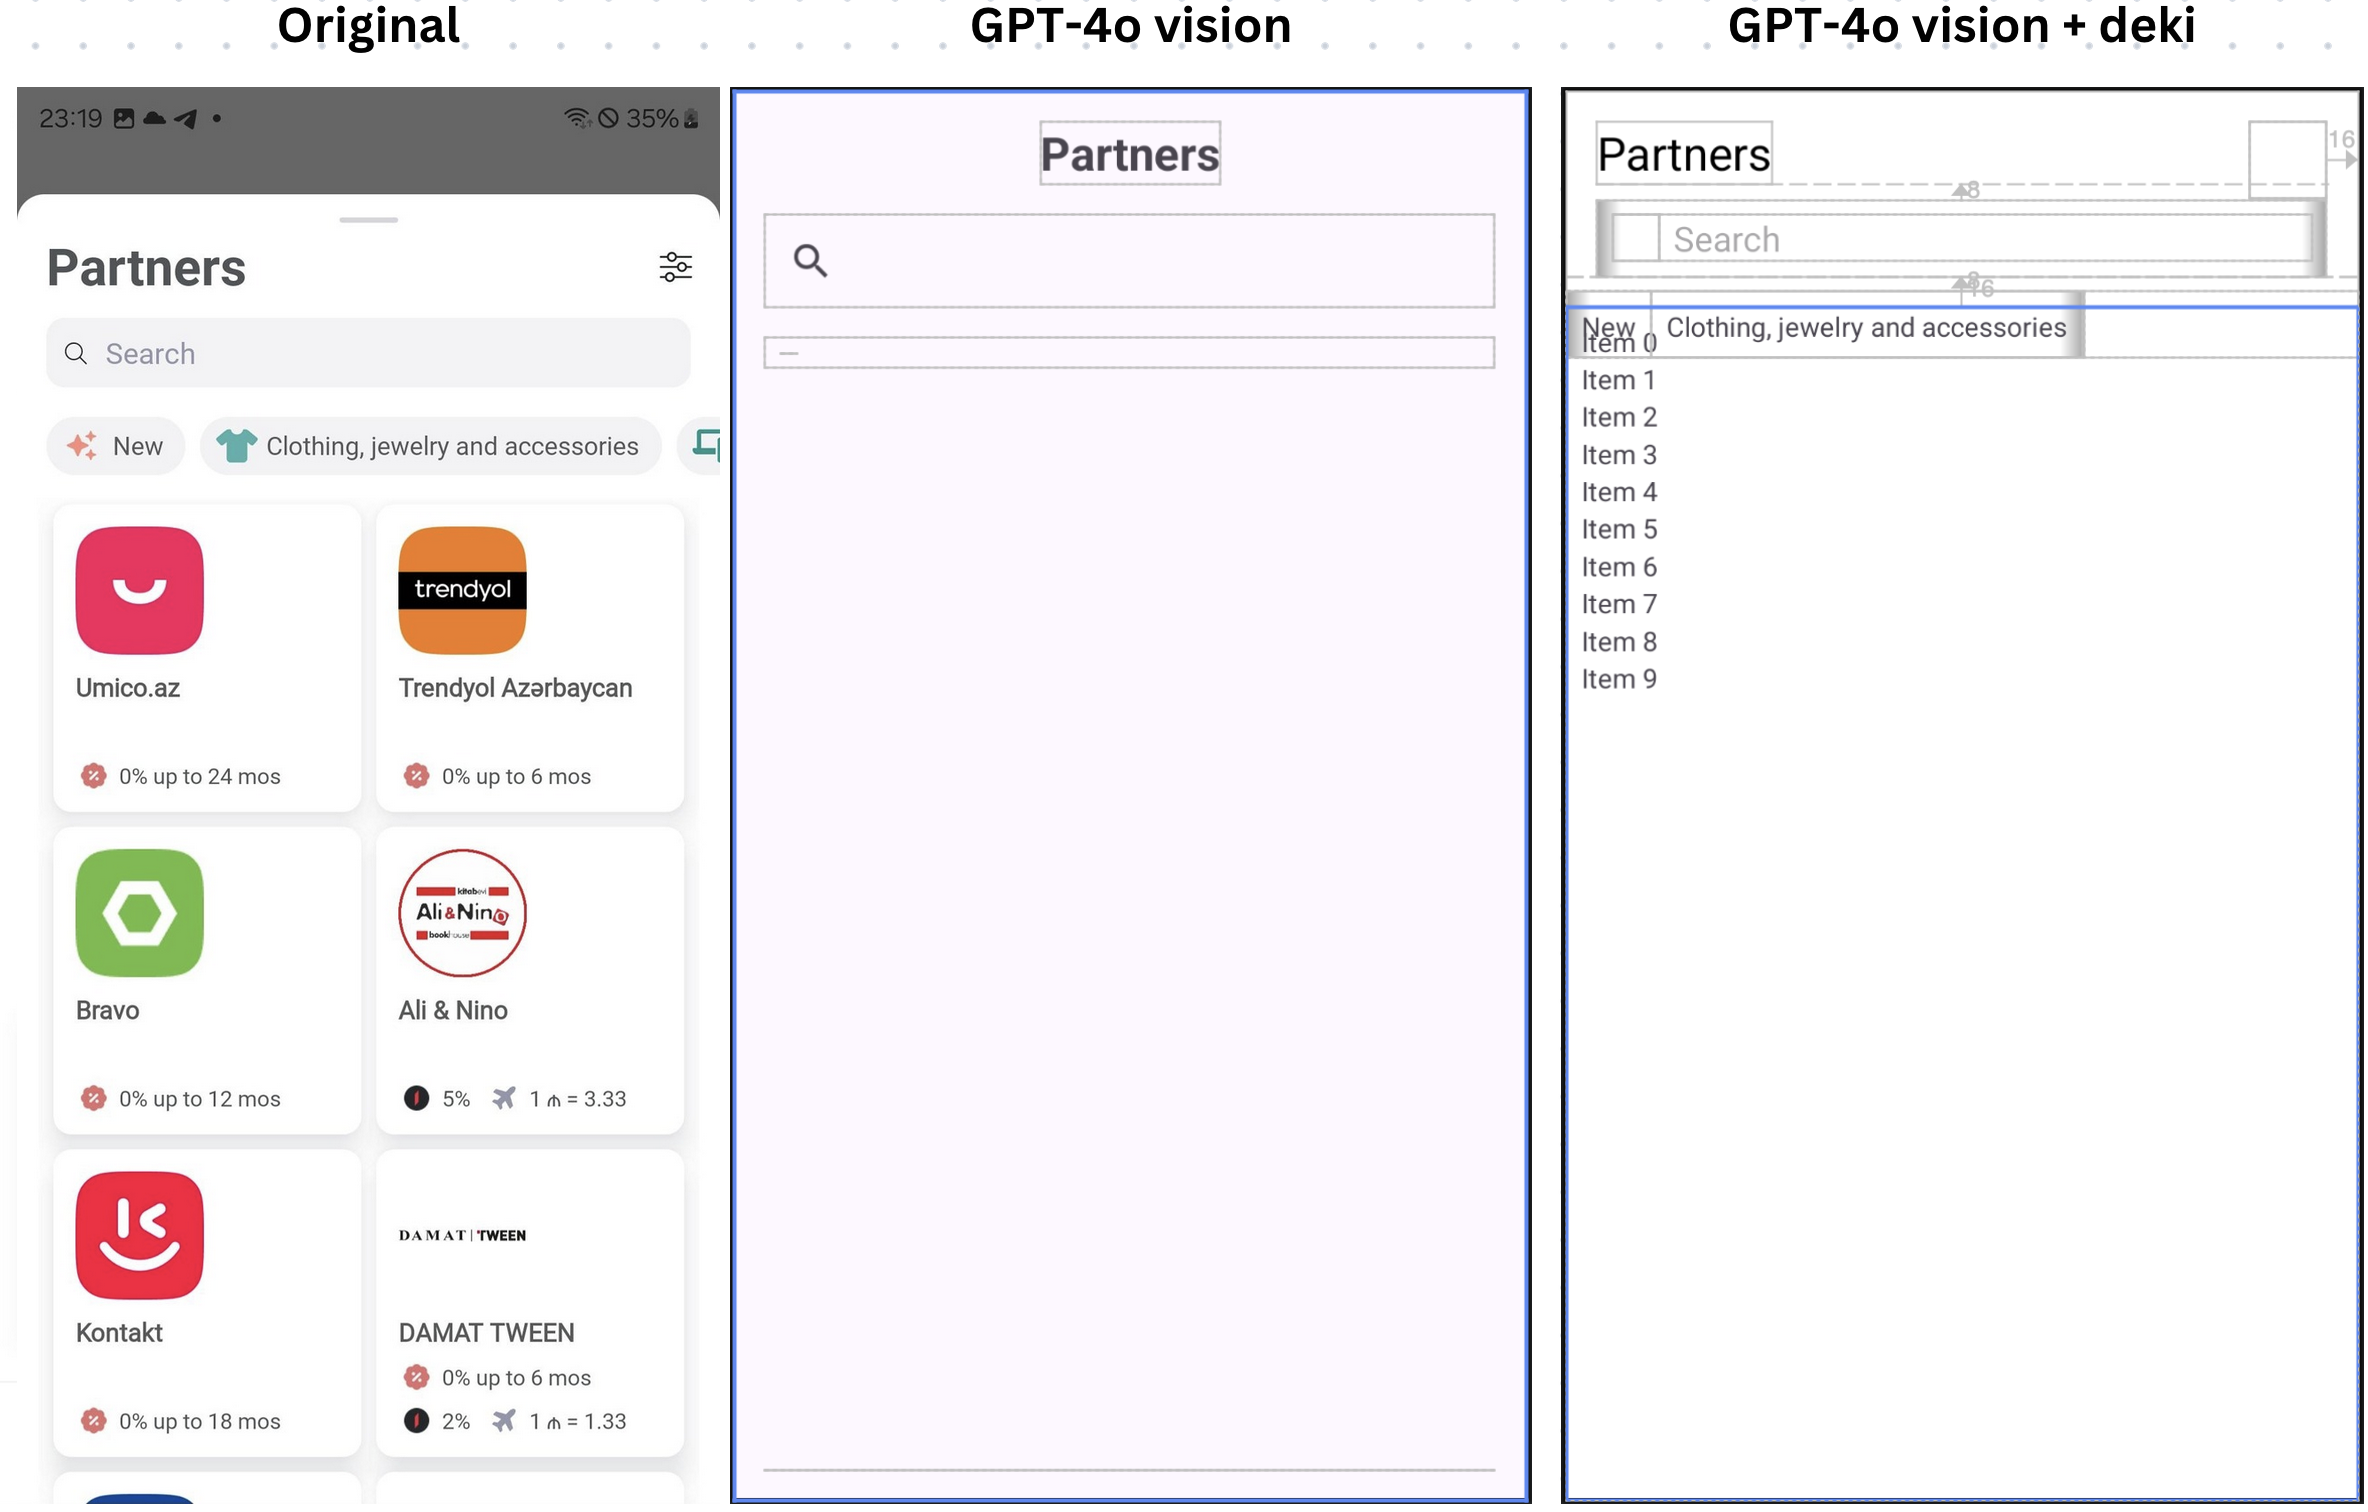 Original
GPT-4o vision
GPT-4o vision + deki
23:19
35%
Partners
Search
New
Clothing, jewelry and accessories
trendyol
Umico.az
Trendyol Azərbaycan
0% up to 24 mos
0% up to 6 mos
kitabevi
Ali&Nino
bookhouse
Bravo
Ali & Nino
0% up to 12 mos
5%
1 ₼ = 3.33
DAMAT|TWEEN
Kontakt
DAMAT TWEEN
0% up to 6 mos
0% up to 18 mos
2%
1 ₼ = 1.33
Partners
Partners
16
8
Search
16
New
Clothing, jewelry and accessories
Item 0
Item 1
Item 2
Item 3
Item 4
Item 5
Item 6
Item 7
Item 8
Item 9